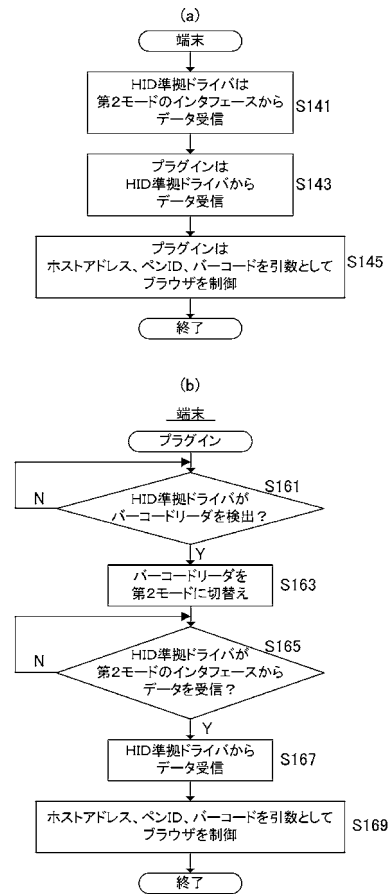 (a)
端末
HID準拠ドライバは
第2モードのインタフェースから
データ受信
S141
プラグインは
HID準拠ドライバから
データ受信
S143
プラグインは
ホストアドレス、ペンID、バーコードを引数として
ブラウザを制御
S145
終了
(b)
端末
プラグイン
S161
HID準拠ドライバが
バーコードリーダを検出?
N
Y
バーコードリーダを
第2モードに切替え
S163
S165
HID準拠ドライバが
第2モードのインタフェースから
データを受信?
N
Y
HID準拠ドライバから
データ受信
S167
ホストアドレス、ペンID、バーコードを引数として
ブラウザを制御
S169
終了